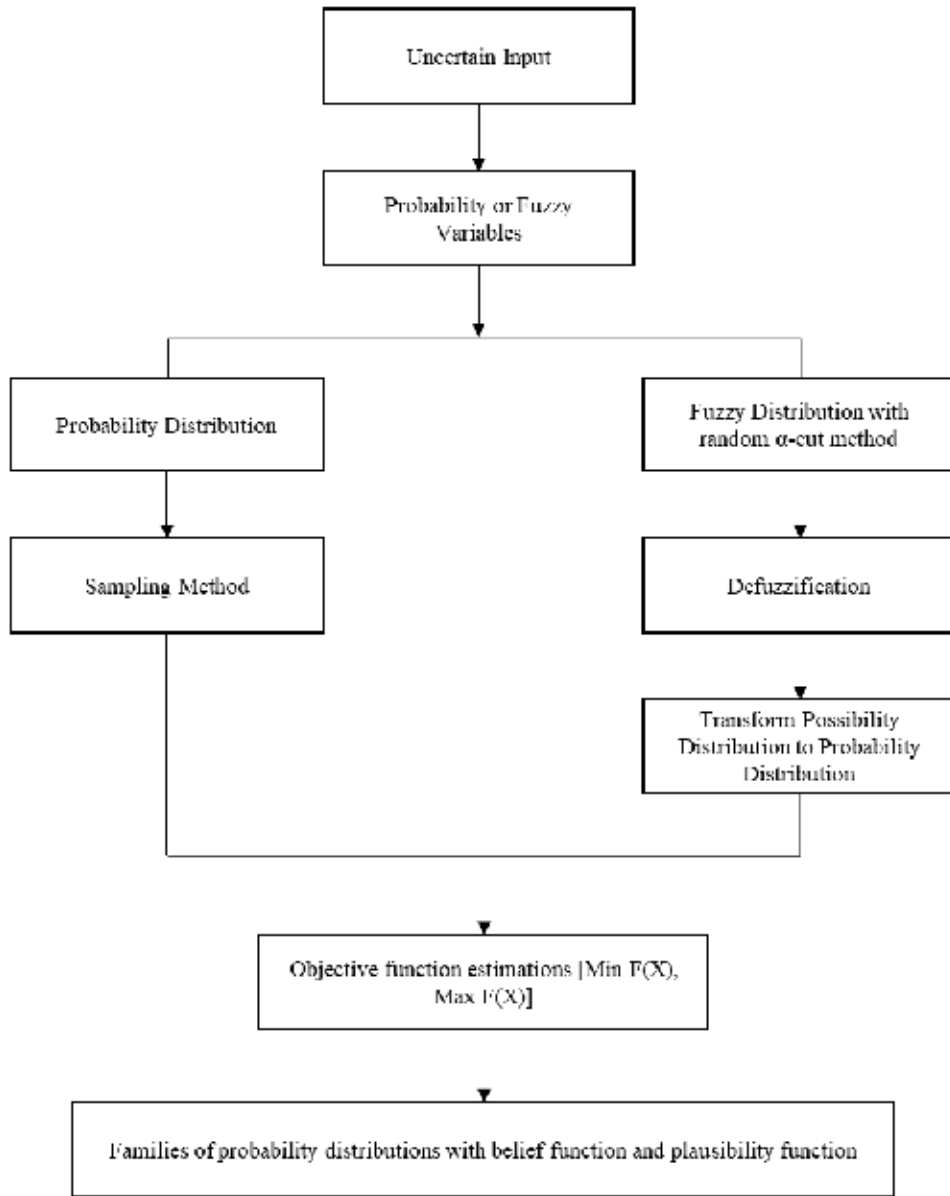 Uncertain Input
Probability or Fuzzy
Variables
Probability Distribution
Fuzzy Distribution with
random α-cut method
Sampling Method
Defuzzification
Transform Possibility
Distribution to Probability
Distribution
Objective function estimations [Min F(X),
Max F(X)]
Families of probability distributions with belief function and plausibility function